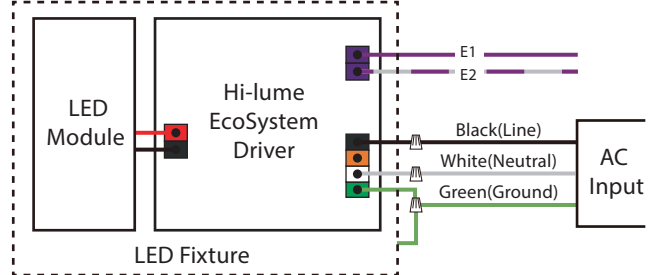 E1
E2
LED
Module
Hi-lume
EcoSystem
Driver
Black(Line)
White(Neutral)
Green(Ground)
AC
Input
LED Fixture